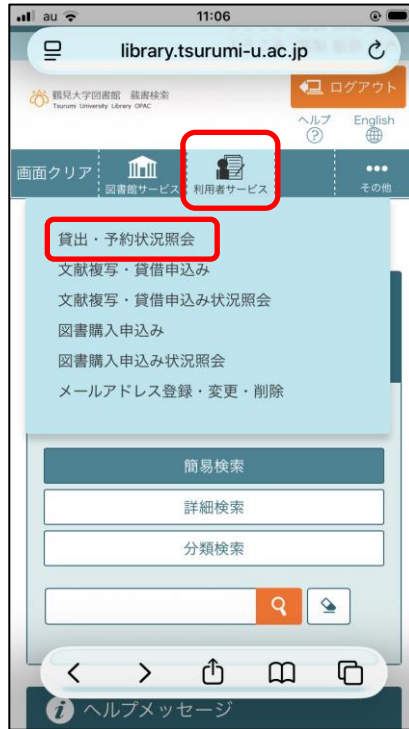 au 11:06
library.tsurumi-u.ac.jp
鶴見大学図書館 蔵書検索
Tsurumi University Library OPAC
ログアウト
ヘルプ English
画面クリア 図書館サービス 利用者サービス その他
貸出・予約状況照会
文献複写・貸借申込み
文献複写・貸借申込み状況照会
図書購入申込み
図書購入申込み状況照会
メールアドレス登録・変更・削除
簡易検索
詳細検索
分類検索
ヘルプメッセージ